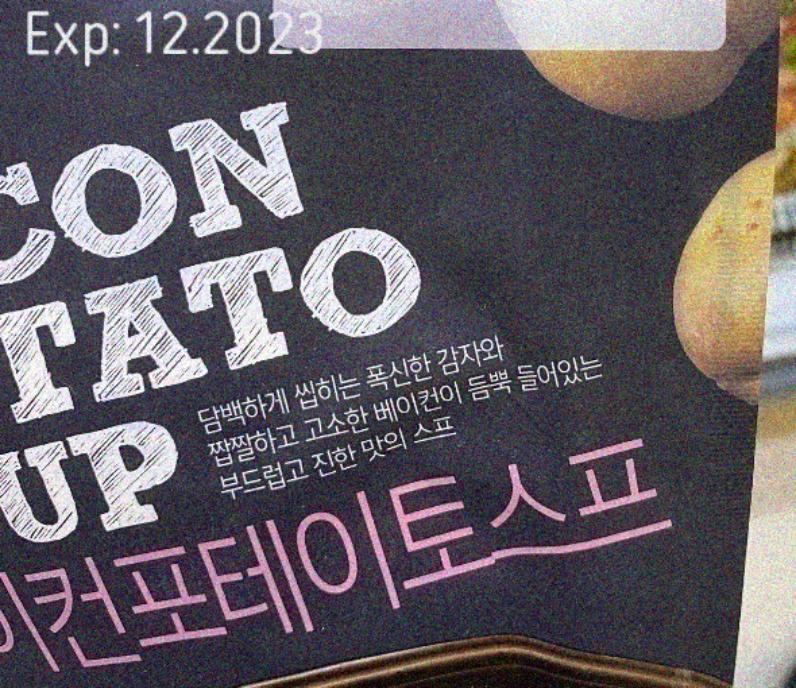 Exp: 12.2023
CON
TATO
UP
담백하게 씹히는 폭신한 감자와
짭짤하고 고소한 베이컨이 듬뿍 들어있는
부드럽고 진한 맛의 스프
이컨포테이토스프